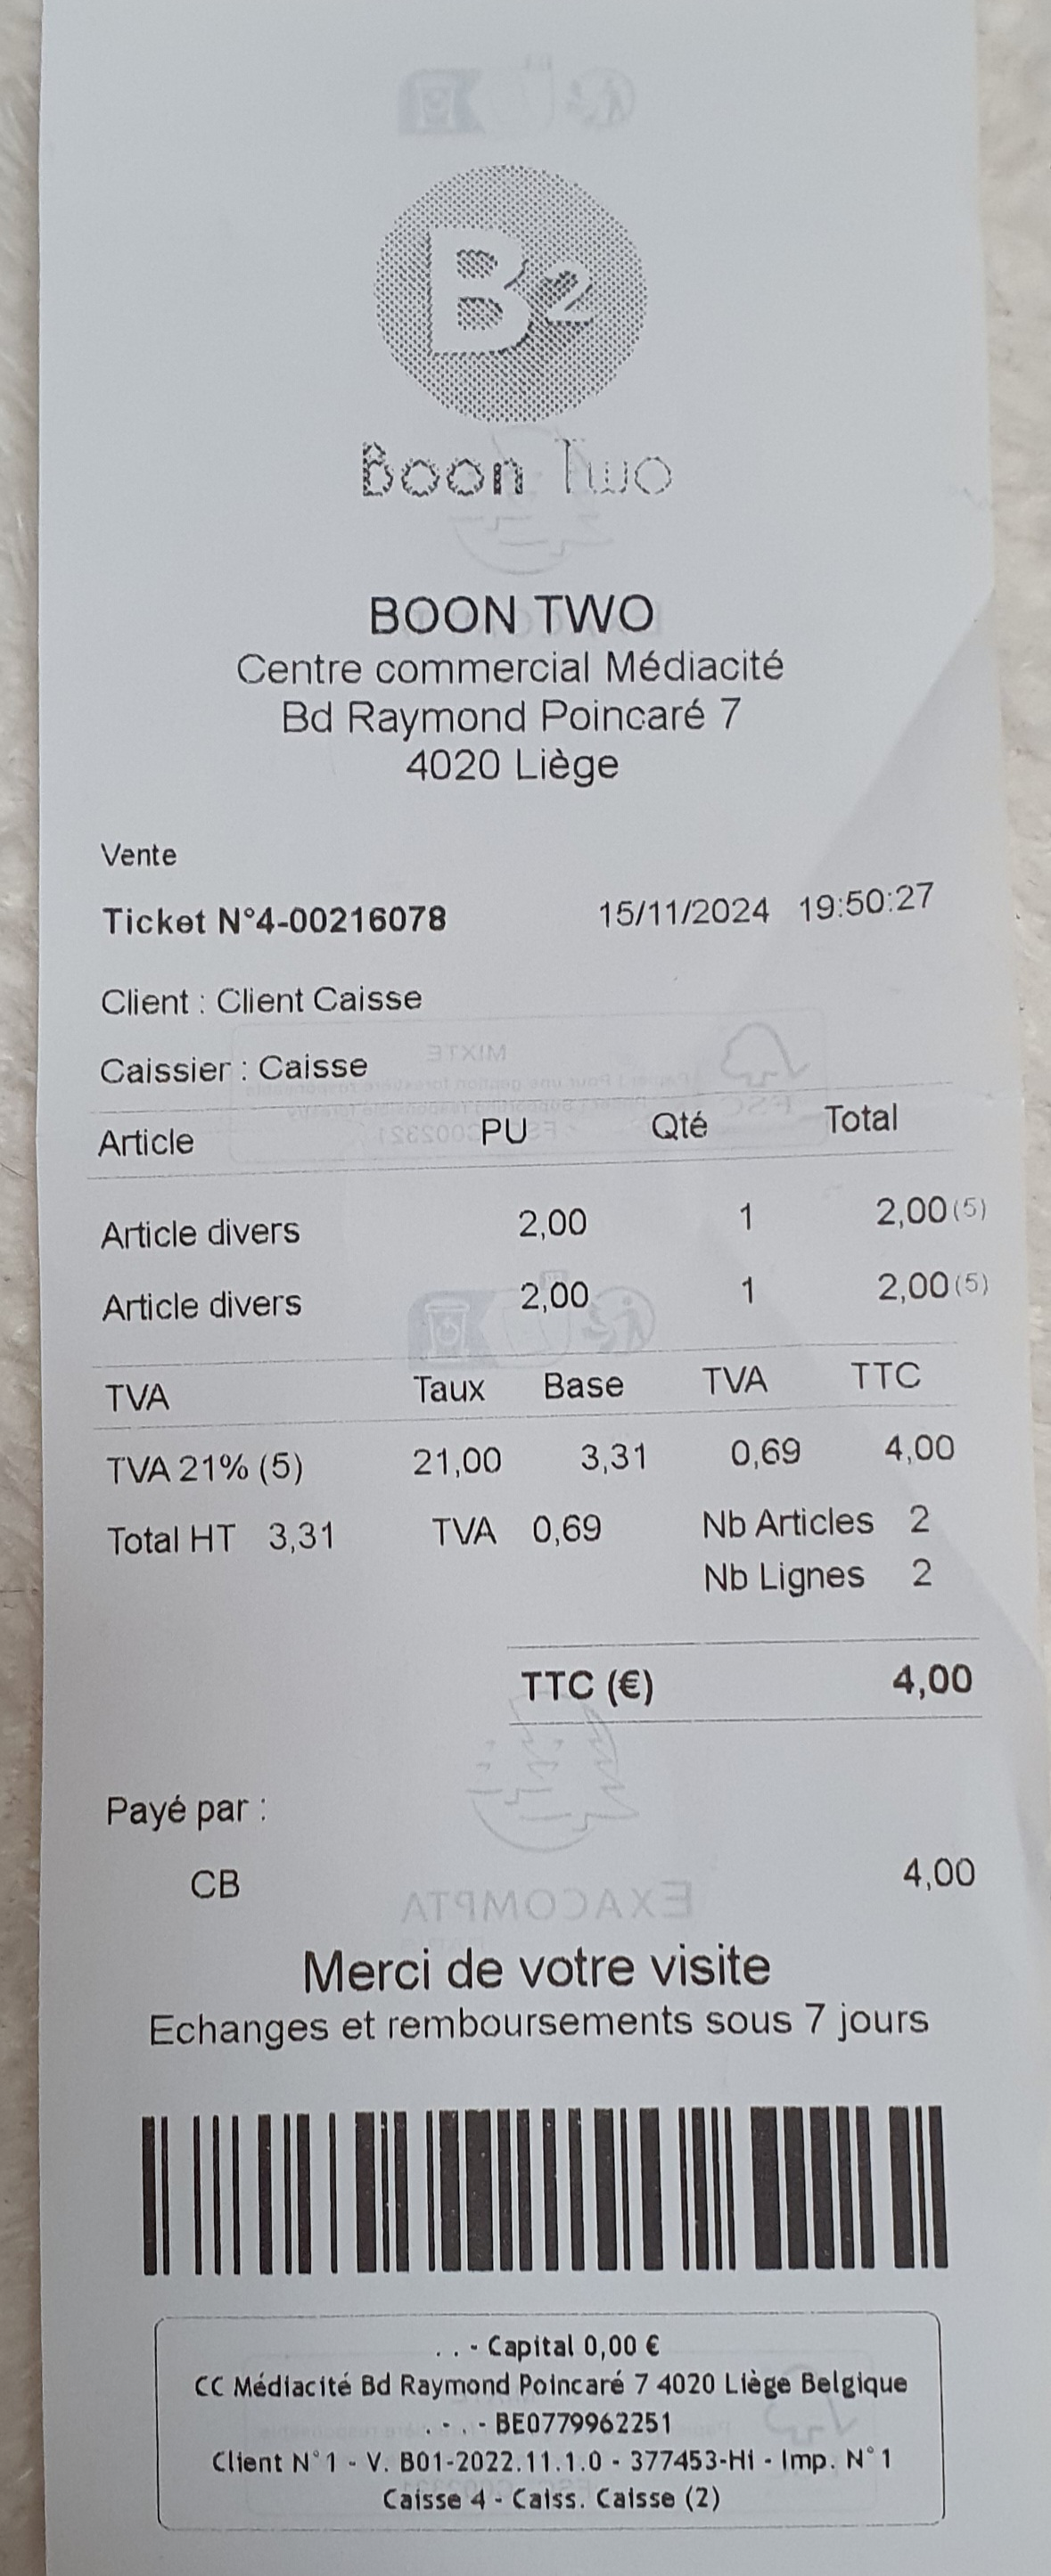 B2
Boon Two
BOON TWO
Centre commercial Médiacité
Bd Raymond Poincaré 7
4020 Liège
Vente
Ticket N°4-00216078 15/11/2024 19:50:27
Client : Client Caisse
Caissier : Caisse
MIXTE
Article PU Qté Total
Article divers 2,00 1 2,00(5)
Article divers 2,00 1 2,00(5)
TVA Taux Base TVA TTC
TVA 21% (5) 21,00 3,31 0,69 4,00
Total HT 3,31 TVA 0,69 Nb Articles 2
Nb Lignes 2
TTC (€) 4,00
Payé par :
CB 4,00
EXACOMPTA
Merci de votre visite
Echanges et remboursements sous 7 jours
. . - Capital 0,00 €
CC Médiacité Bd Raymond Poincaré 7 4020 Liège Belgique
. - . - BE0779962251
Client N°1 - V. B01-2022.11.1.0 - 377453-Hi - Imp. N°1
Caisse 4 - Caiss. Caisse (2)